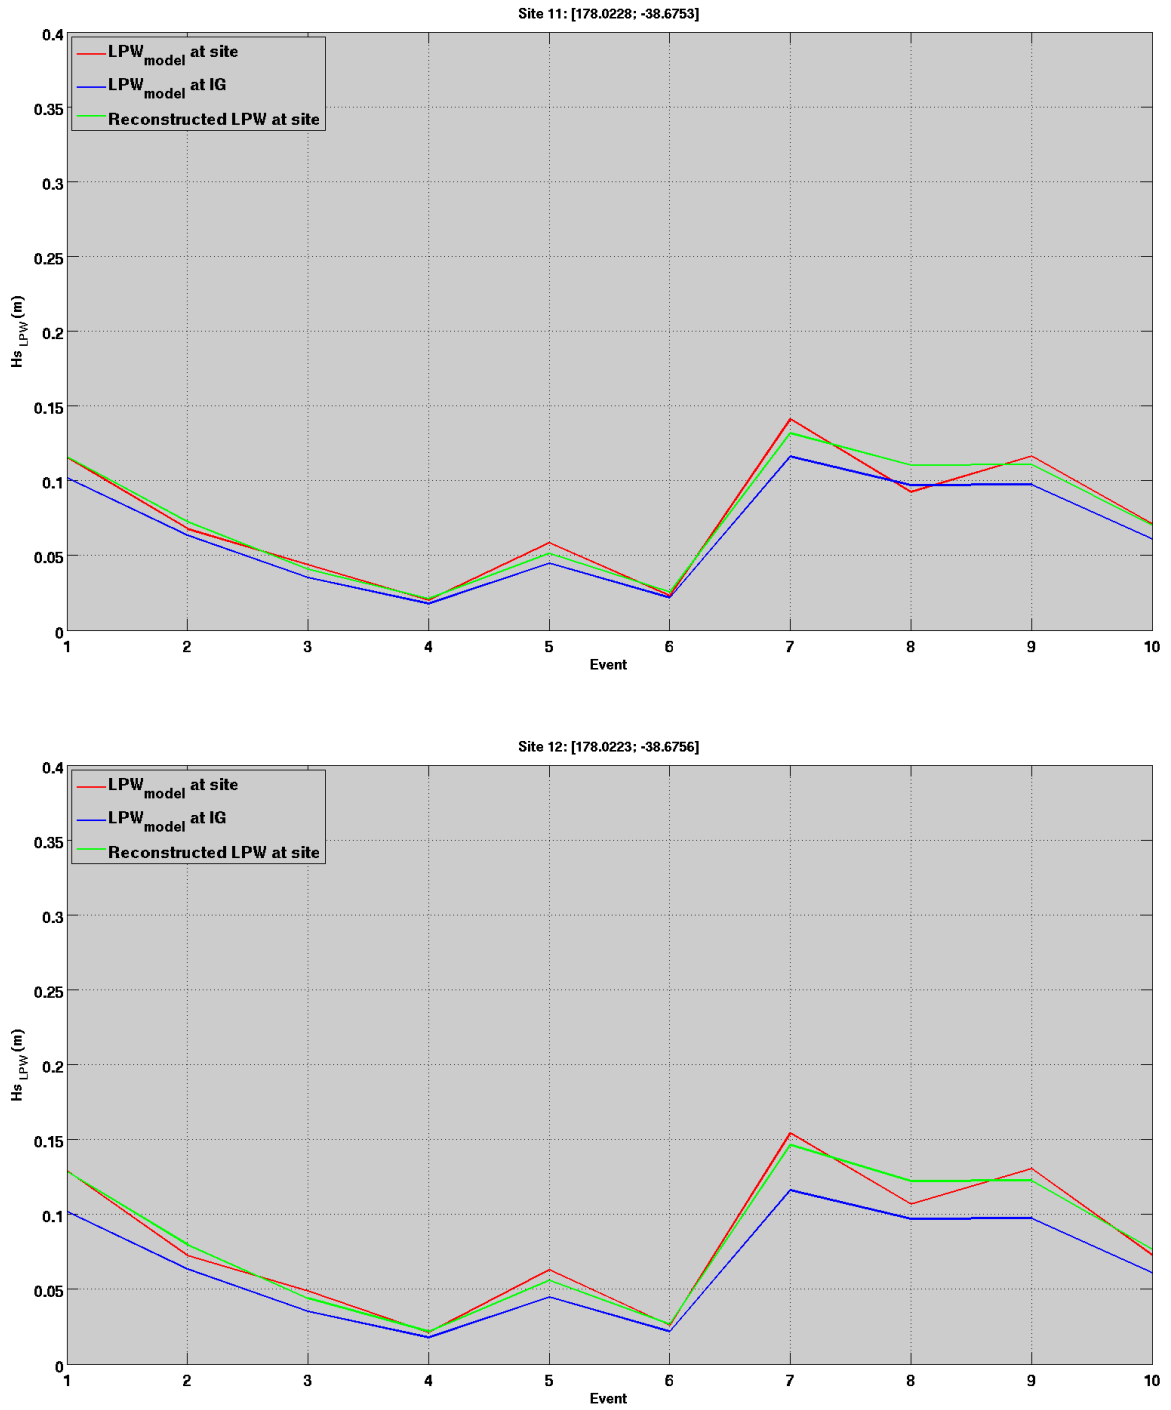 Site 11: [178.0228; -38.6753]
0.4
LPWmodel at site
0.35
LPWmodel at IG
Reconstructed LPW at site
0.3
0.25
0.2
Hs LPW (m)
0.15
0.1
0.05
0
1 2 3 4 5 6 7 8 9 10
Event
Site 12: [178.0223; -38.6756]
0.4
LPWmodel at site
0.35
LPWmodel at IG
Reconstructed LPW at site
0.3
0.25
0.2
Hs LPW (m)
0.15
0.1
0.05
0
1 2 3 4 5 6 7 8 9 10
Event